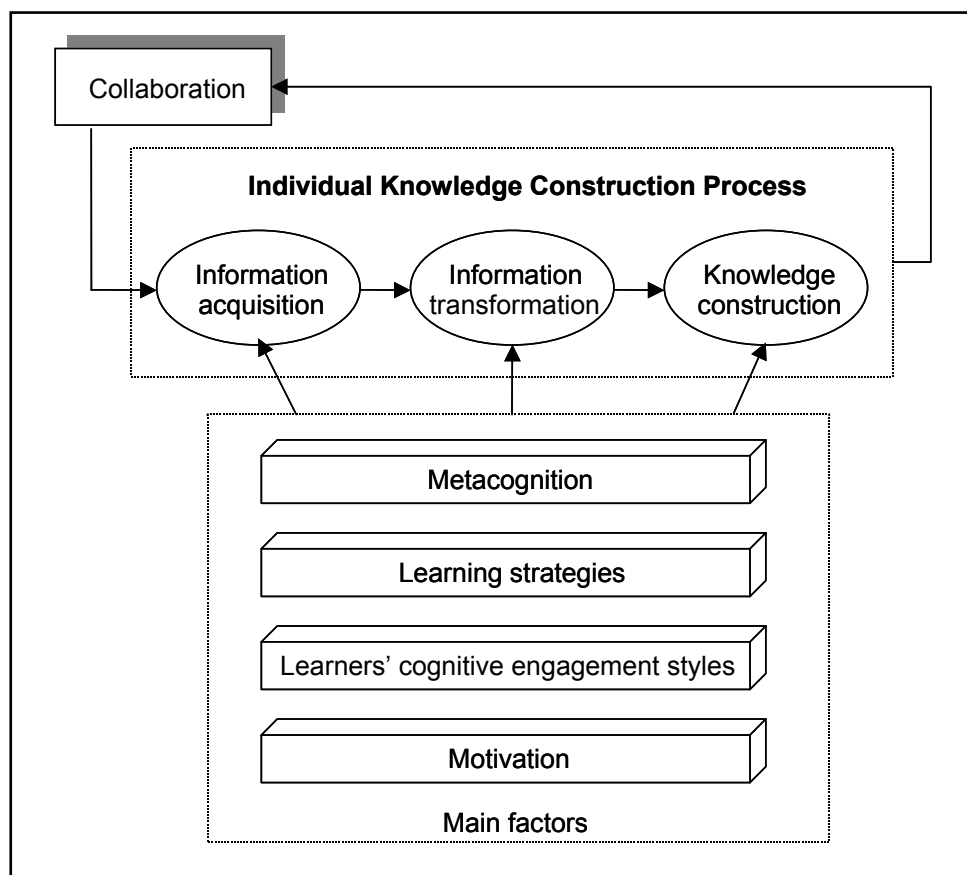 Collaboration
Individual Knowledge Construction Process
Information
acquisition
Information
transformation
Knowledge
construction
Metacognition
Learning strategies
Learners’ cognitive engagement styles
Motivation
Main factors